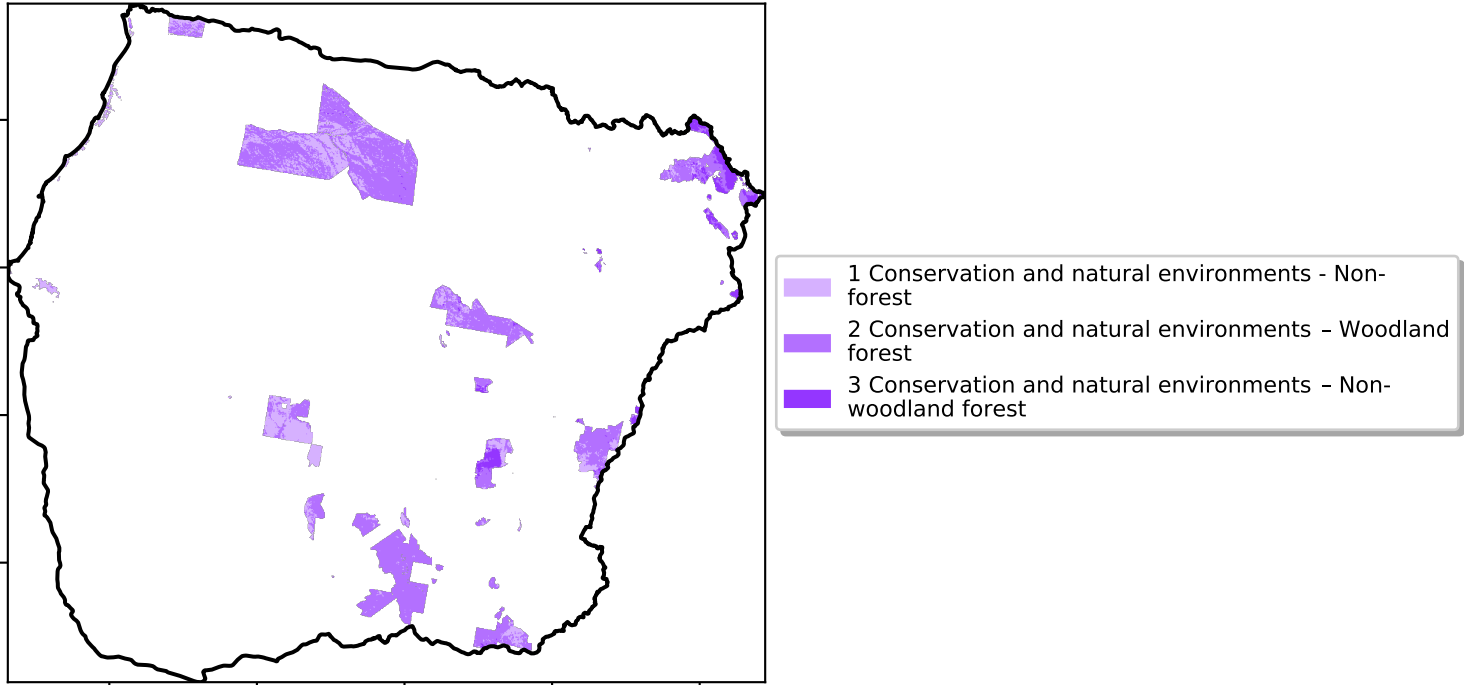 1 Conservation and natural environments - Non-
forest
2 Conservation and natural environments – Woodland
forest
3 Conservation and natural environments – Non-
woodland forest